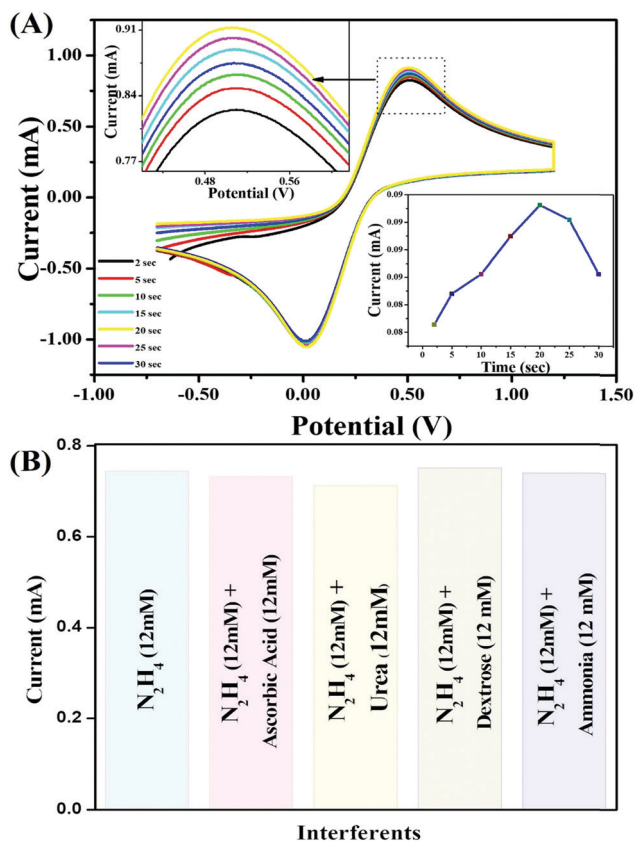 (A)
1.00
0.50
0.00
-0.50
-1.00
Current (mA)
-1.00
-0.50
0.00
0.50
1.00
1.50
Potential (V)
0.91
0.84
0.77
Current (mA)
0.48
0.56
Potential (V)
2 sec
5 sec
10 sec
15 sec
20 sec
25 sec
30 sec
0.09
0.09
0.08
0.08
Current (mA)
0
5
10
15
20
25
30
Time (sec)
(B)
0.8
0.6
0.4
0.2
0.0
Current (mA)
N₂H₄ (12mM)
N₂H₄ (12mM) +
Ascorbic Acid (12mM)
N₂H₄ (12mM) +
Urea (12mM)
N₂H₄ (12mM) +
Dextrose (12 mM)
N₂H₄ (12mM) +
Ammonia (12 mM)
Interferents